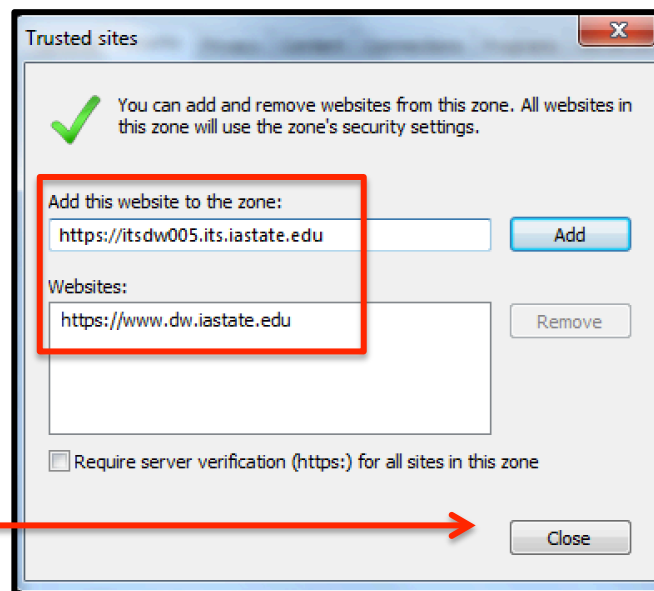 Trusted sites
You can add and remove websites from this zone. All websites in
this zone will use the zone's security settings.
Add this website to the zone:
https://itsdw005.its.iastate.edu
Add
Websites:
https://www.dw.iastate.edu
Remove
Require server verification (https:) for all sites in this zone
Close